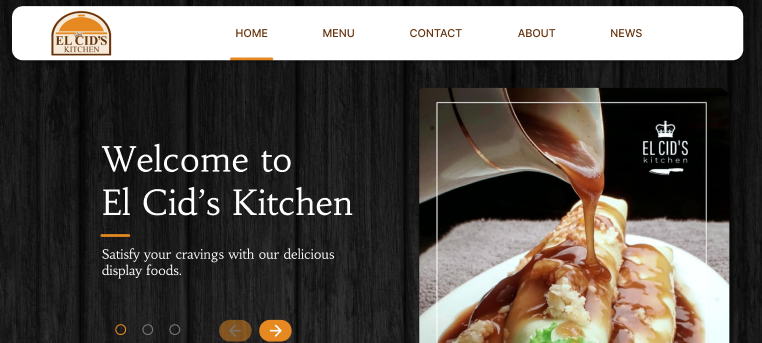 EL CID'S
KITCHEN
HOME
MENU
CONTACT
ABOUT
NEWS
EL CID'S
kitchen
Welcome to
El Cid’s Kitchen
Satisfy your cravings with our delicious
display foods.